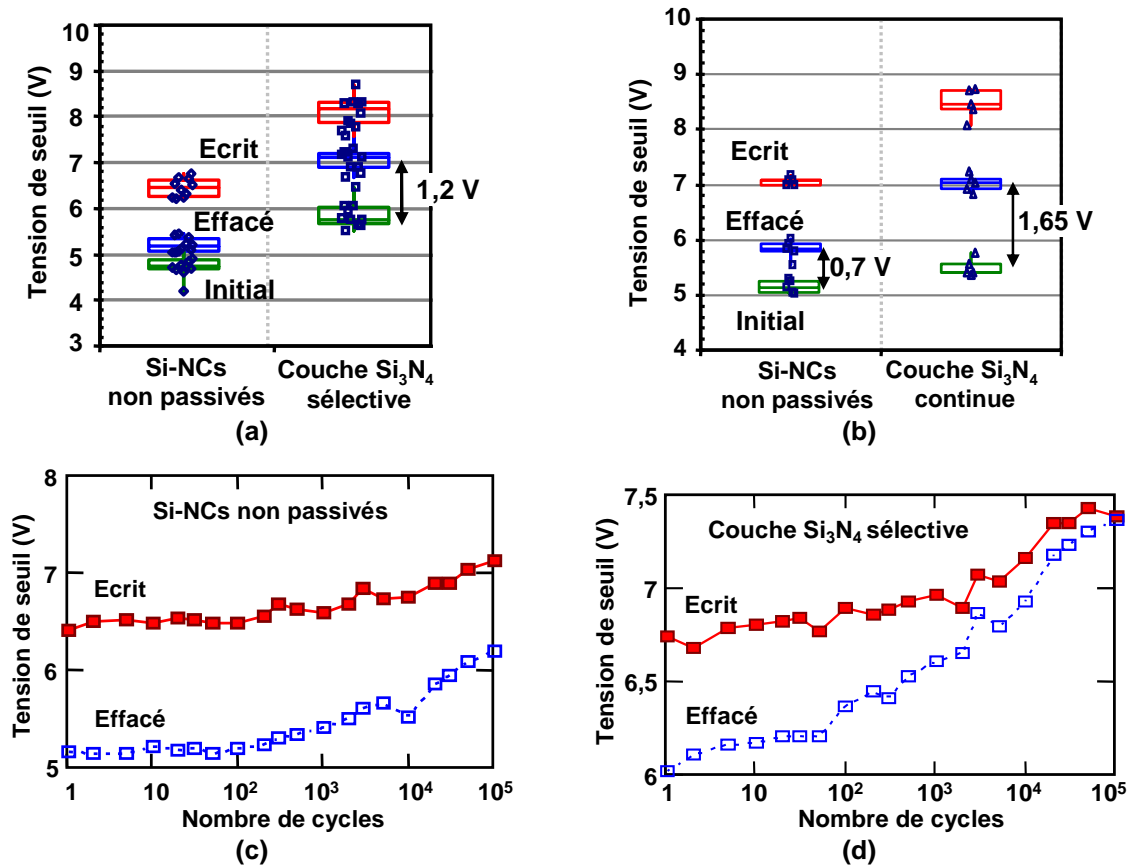 10
9
8
7
6
5
4
3
Tension de seuil (V)
Ecrit
Effacé
Initial
1,2 V
Si-NCs
non passivés
Couche Si₃N₄
sélective
(a)
10
9
8
7
6
5
4
Tension de seuil (V)
Ecrit
Effacé
Initial
0,7 V
1,65 V
Si-NCs
non passivés
Couche Si₃N₄
continue
(b)
8
7
6
5
Tension de seuil (V)
Si-NCs non passivés
Ecrit
Effacé
1 10 10² 10³ 10⁴ 10⁵
Nombre de cycles
(c)
7,5
7
6,5
6
Tension de seuil (V)
Couche Si₃N₄ sélective
Ecrit
Effacé
1 10 10² 10³ 10⁴ 10⁵
Nombre de cycles
(d)